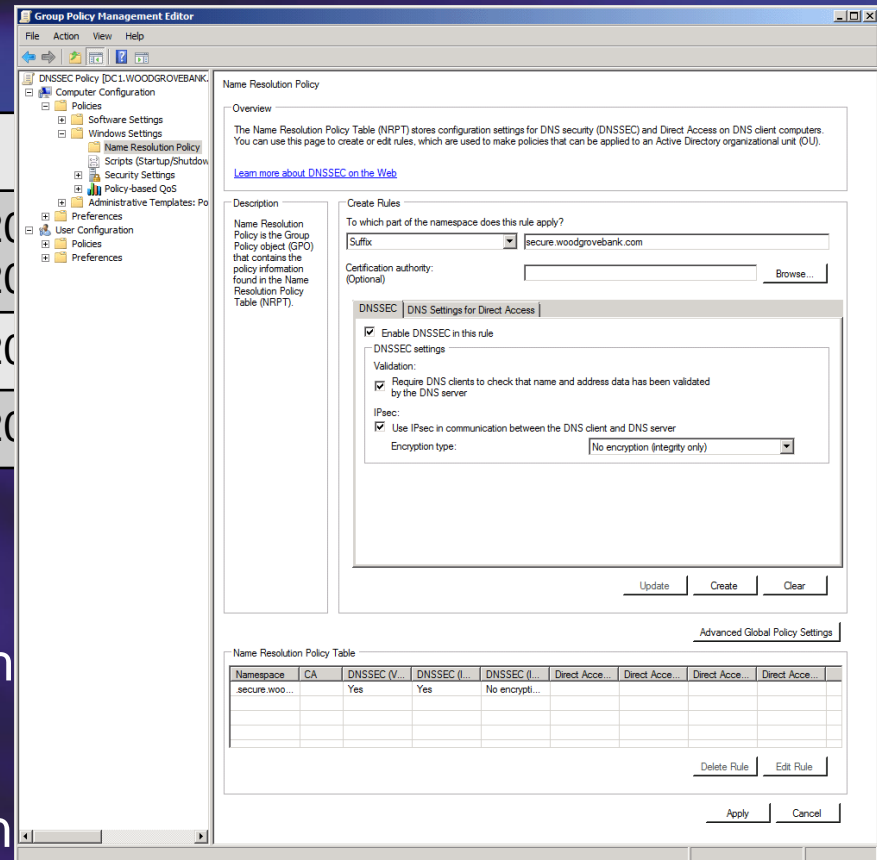 Group Policy Management Editor
File Action View Help
DNSSEC Policy [DC1.WOODGROVEBANK.
Computer Configuration
Policies
Software Settings
Windows Settings
Name Resolution Policy
Scripts (Startup/Shutdow
Security Settings
Policy-based QoS
Administrative Templates: Po
Preferences
User Configuration
Policies
Preferences
Name Resolution Policy
Overview
The Name Resolution Policy Table (NRPT) stores configuration settings for DNS security (DNSSEC) and Direct Access on DNS client computers.
You can use this page to create or edit rules, which are used to make policies that can be applied to an Active Directory organizational unit (OU).
Learn more about DNSSEC on the Web
Description
Name Resolution
Policy is the Group
Policy object (GPO)
that contains the
policy information
found in the Name
Resolution Policy
Table (NRPT).
Create Rules
To which part of the namespace does this rule apply?
Suffix secure.woodgrovebank.com
Certification authority:
(Optional)
Browse...
DNSSEC DNS Settings for Direct Access
Enable DNSSEC in this rule
DNSSEC settings
Validation:
Require DNS clients to check that name and address data has been validated
by the DNS server
IPsec:
Use IPsec in communication between the DNS client and DNS server
Encryption type: No encryption (integrity only)
Update Create Clear
Advanced Global Policy Settings
Name Resolution Policy Table
Namespace CA DNSSEC (V... DNSSEC (I... DNSSEC (I... Direct Acce... Direct Acce... Direct Acce... Direct Acce...
.secure.woo... Yes Yes No encrypti...
Delete Rule Edit Rule
Apply Cancel